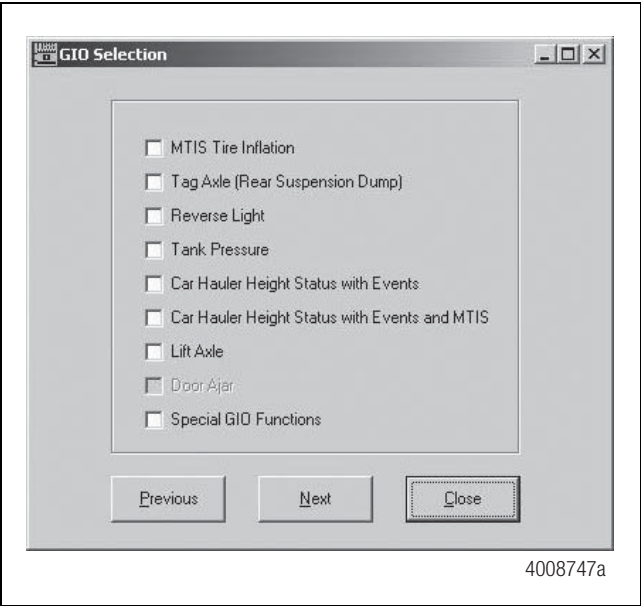 GIO Selection
MTIS Tire Inflation
Tag Axle (Rear Suspension Dump)
Reverse Light
Tank Pressure
Car Hauler Height Status with Events
Car Hauler Height Status with Events and MTIS
Lift Axle
Door Ajar
Special GIO Functions
Previous Next Close
4008747a